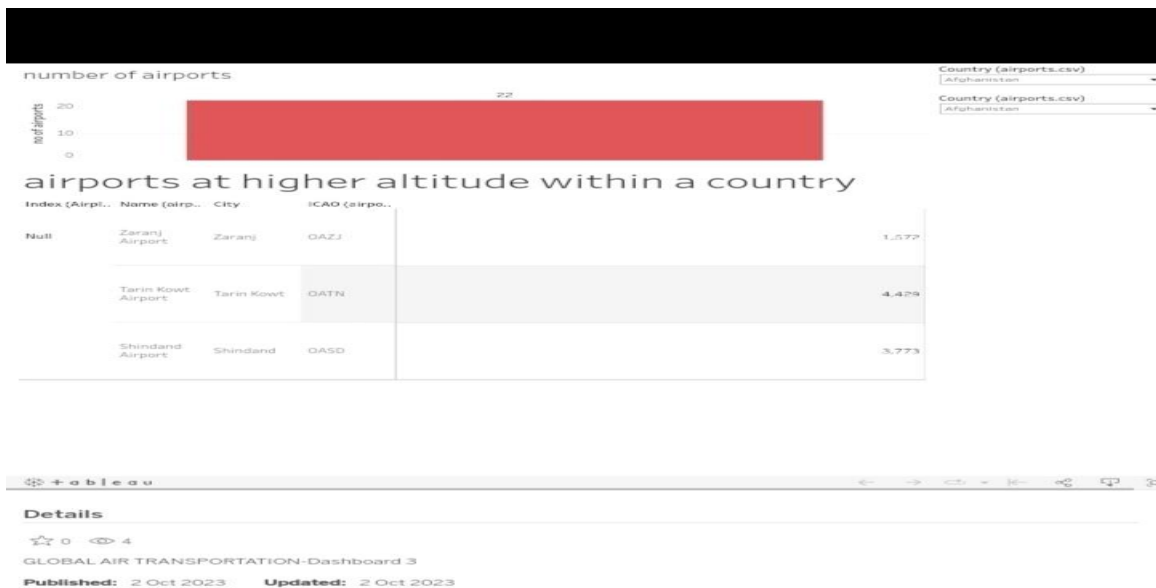 number of airports
Country (airports.csv)
Afghanistan
Country (airports.csv)
Afghanistan
22
no of airports
20
10
0
airports at higher altitude within a country
Index (Airpl.. Name (airp.. City ICAO (airpo..
Null Zaranj Airport Zaranj OAZJ 1,572
Tarin Kowt Airport Tarin Kowt OATN 4,429
Shindand Airport Shindand OASD 3,773
+ableau
Details
0 4
GLOBAL AIR TRANSPORTATION-Dashboard 3
Published: 2 Oct 2023 Updated: 2 Oct 2023